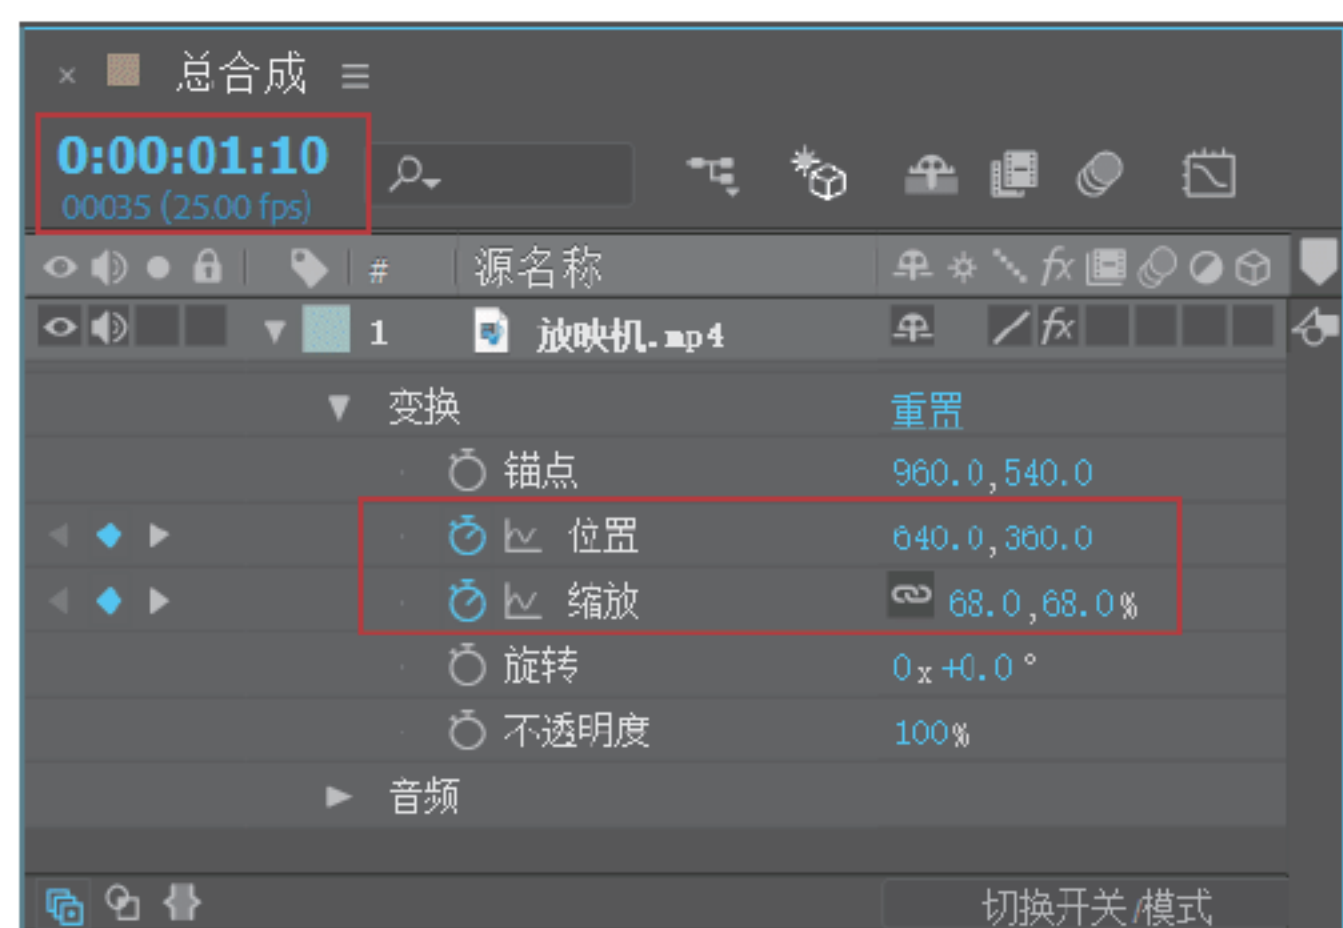 × 总合成
0:00:01:10
00035 (25.00 fps)
# 源名称 fx
1 放映机.mp4 fx
变换 重置
锚点 960.0,540.0
位置 640.0,360.0
缩放 68.0,68.0%
旋转 0x+0.0°
不透明度 100%
音频
切换开关/模式